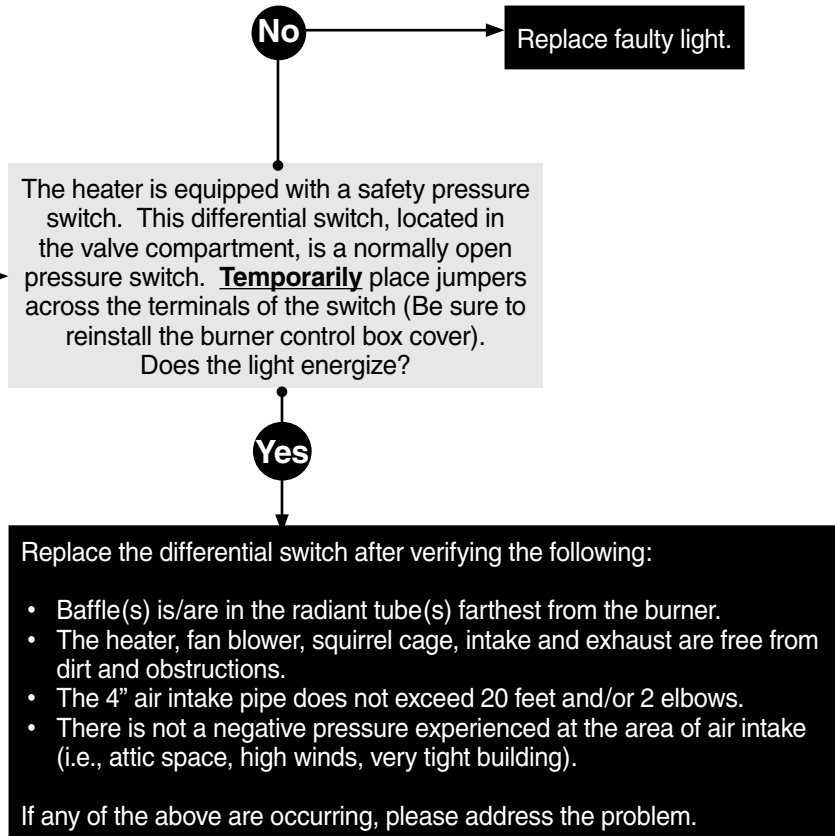 No
Replace faulty light.
The heater is equipped with a safety pressure
switch.  This differential switch, located in
the valve compartment, is a normally open
pressure switch.  Temporarily place jumpers
across the terminals of the switch (Be sure to
reinstall the burner control box cover).
Does the light energize?
Yes
Replace the differential switch after verifying the following:
• Baffle(s) is/are in the radiant tube(s) farthest from the burner.
• The heater, fan blower, squirrel cage, intake and exhaust are free from
dirt and obstructions.
• The 4” air intake pipe does not exceed 20 feet and/or 2 elbows.
• There is not a negative pressure experienced at the area of air intake
(i.e., attic space, high winds, very tight building).
If any of the above are occurring, please address the problem.